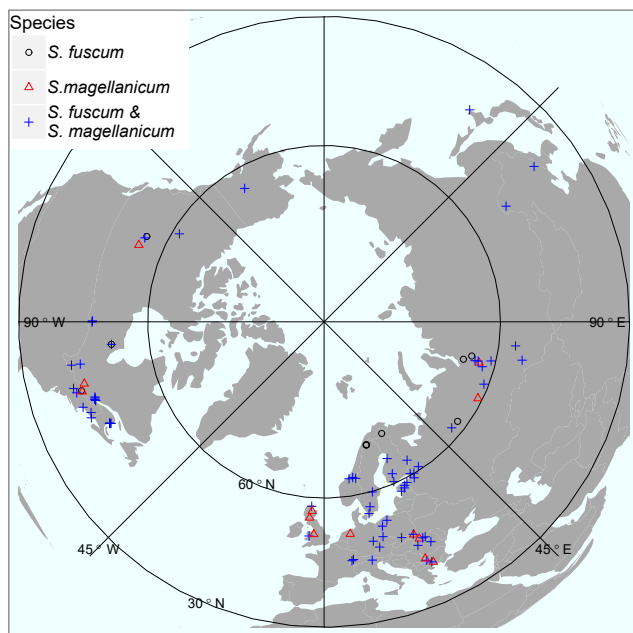 Species
S. fuscum
S.magellanicum
S. fuscum &
S. magellanicum
90 ° W
90 ° E
60 ° N
45 ° W
45 ° E
30 ° N